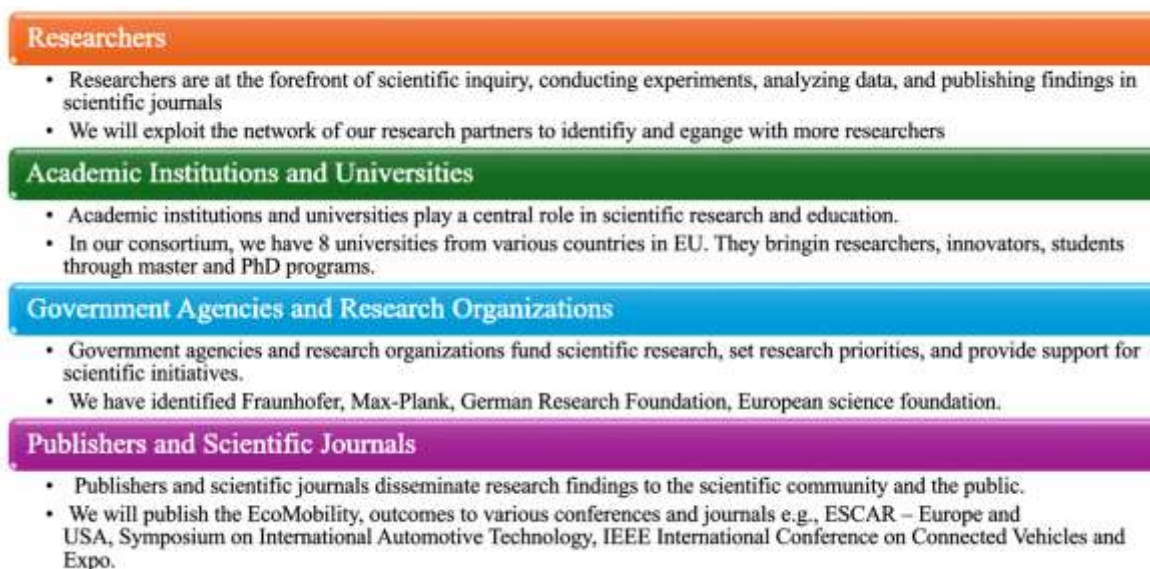 Researchers
• Researchers are at the forefront of scientific inquiry, conducting experiments, analyzing data, and publishing findings in
scientific journals
• We will exploit the network of our research partners to identifiy and egange with more researchers
Academic Institutions and Universities
• Academic institutions and universities play a central role in scientific research and education.
• In our consortium, we have 8 universities from various countries in EU. They bringin researchers, innovators, students
through master and PhD programs.
Government Agencies and Research Organizations
• Government agencies and research organizations fund scientific research, set research priorities, and provide support for
scientific initiatives.
• We have identified Fraunhofer, Max-Plank, German Research Foundation, European science foundation.
Publishers and Scientific Journals
• Publishers and scientific journals disseminate research findings to the scientific community and the public.
• We will publish the EcoMobility, outcomes to various conferences and journals e.g., ESCAR – Europe and
USA, Symposium on International Automotive Technology, IEEE International Conference on Connected Vehicles and
Expo.